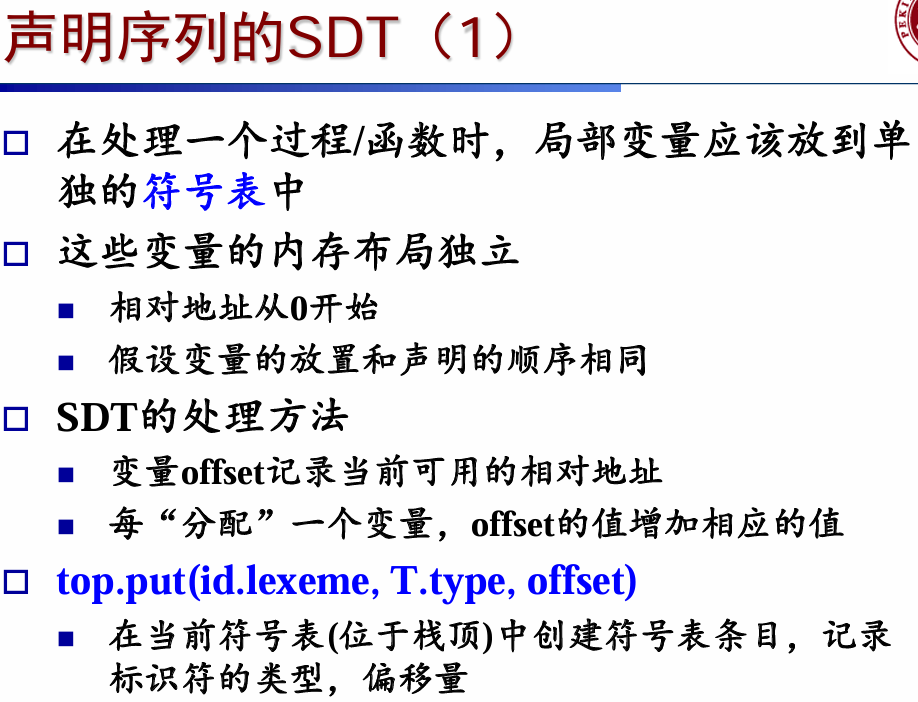 声明序列的SDT（1）
PEKI
在处理一个过程/函数时，局部变量应该放到单
独的符号表中
这些变量的内存布局独立
相对地址从0开始
假设变量的放置和声明的顺序相同
SDT的处理方法
变量offset记录当前可用的相对地址
每“分配”一个变量，offset的值增加相应的值
top.put(id.lexeme, T.type, offset)
在当前符号表(位于栈顶)中创建符号表条目，记录
标识符的类型，偏移量